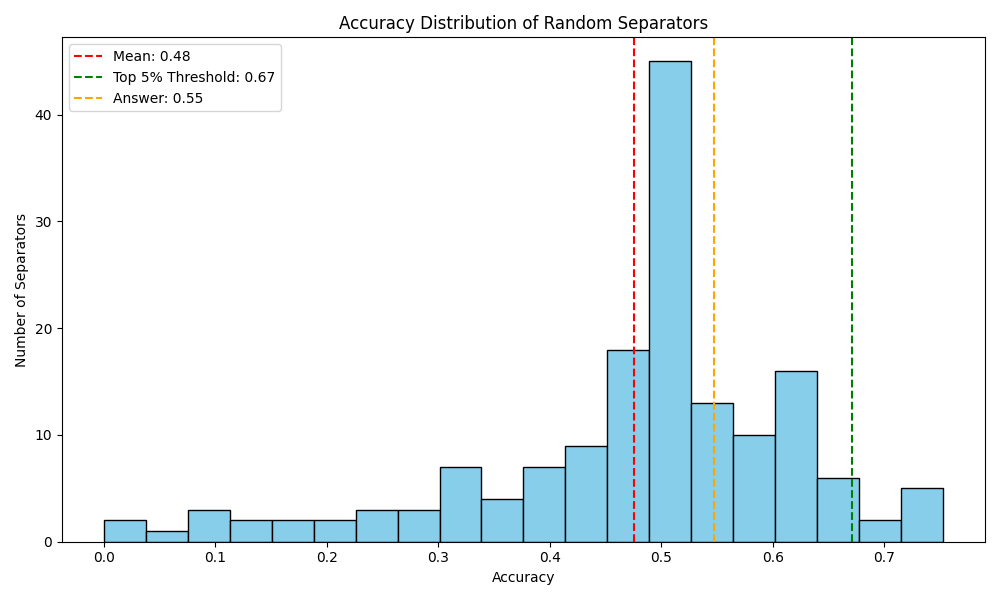 Accuracy Distribution of Random Separators
Mean: 0.48
Top 5% Threshold: 0.67
Answer: 0.55
Number of Separators
40
30
20
10
0
0.0 0.1 0.2 0.3 0.4 0.5 0.6 0.7
Accuracy